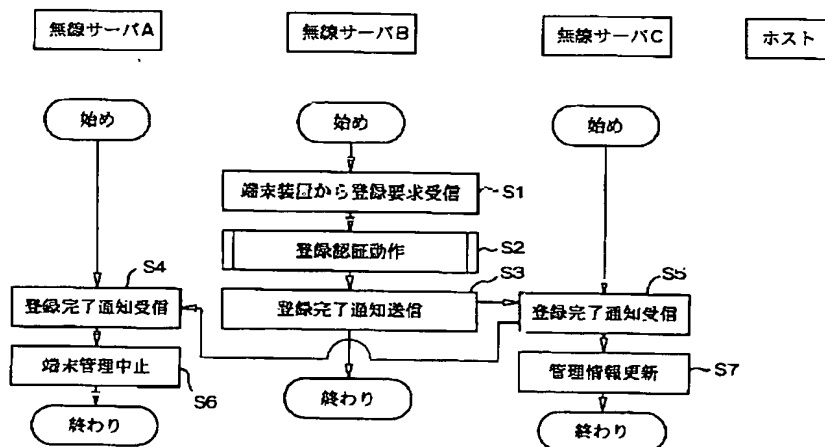 無線サーバA
無線サーバB
無線サーバC
ホスト
始め
始め
始め
端末装置から登録要求受信
S1
登録認証動作
S2
S3
S4
S5
登録完了通知受信
登録完了通知送信
登録完了通知受信
端末管理中止
S6
管理情報更新
S7
終わり
終わり
終わり